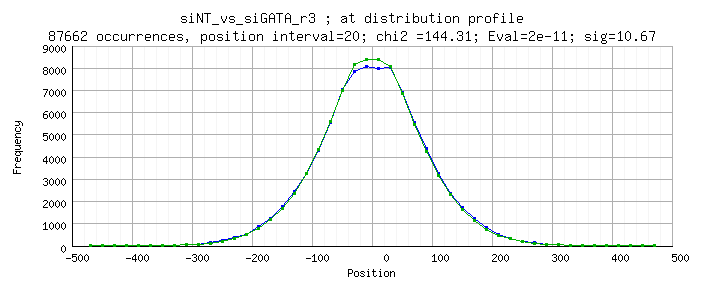 siNT_vs_siGATA_r3 ; at distribution profile
87662 occurrences, position interval=20; chi2 =144.31; Eval=2e-11; sig=10.67
9000
8000
7000
6000
5000
4000
3000
2000
1000
0
Frequency
-500 -400 -300 -200 -100 0 100 200 300 400 500
Position